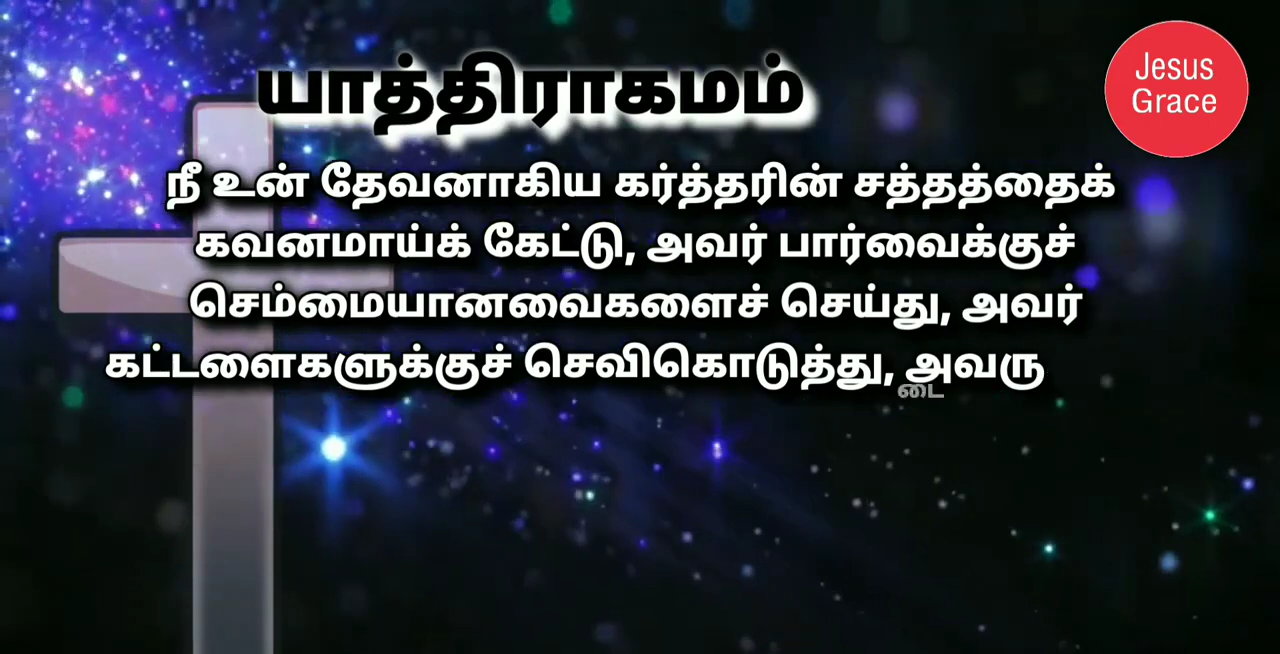 யாத்திராகமம்
Jesus
Grace
நீ உன் தேவனாகிய கர்த்தரின் சத்தத்தைக்
கவனமாய்க் கேட்டு, அவர் பார்வைக்குச்
செம்மையானவைகளைச் செய்து, அவர்
கட்டளைகளுக்குச் செவிகொடுத்து, அவரு
டை